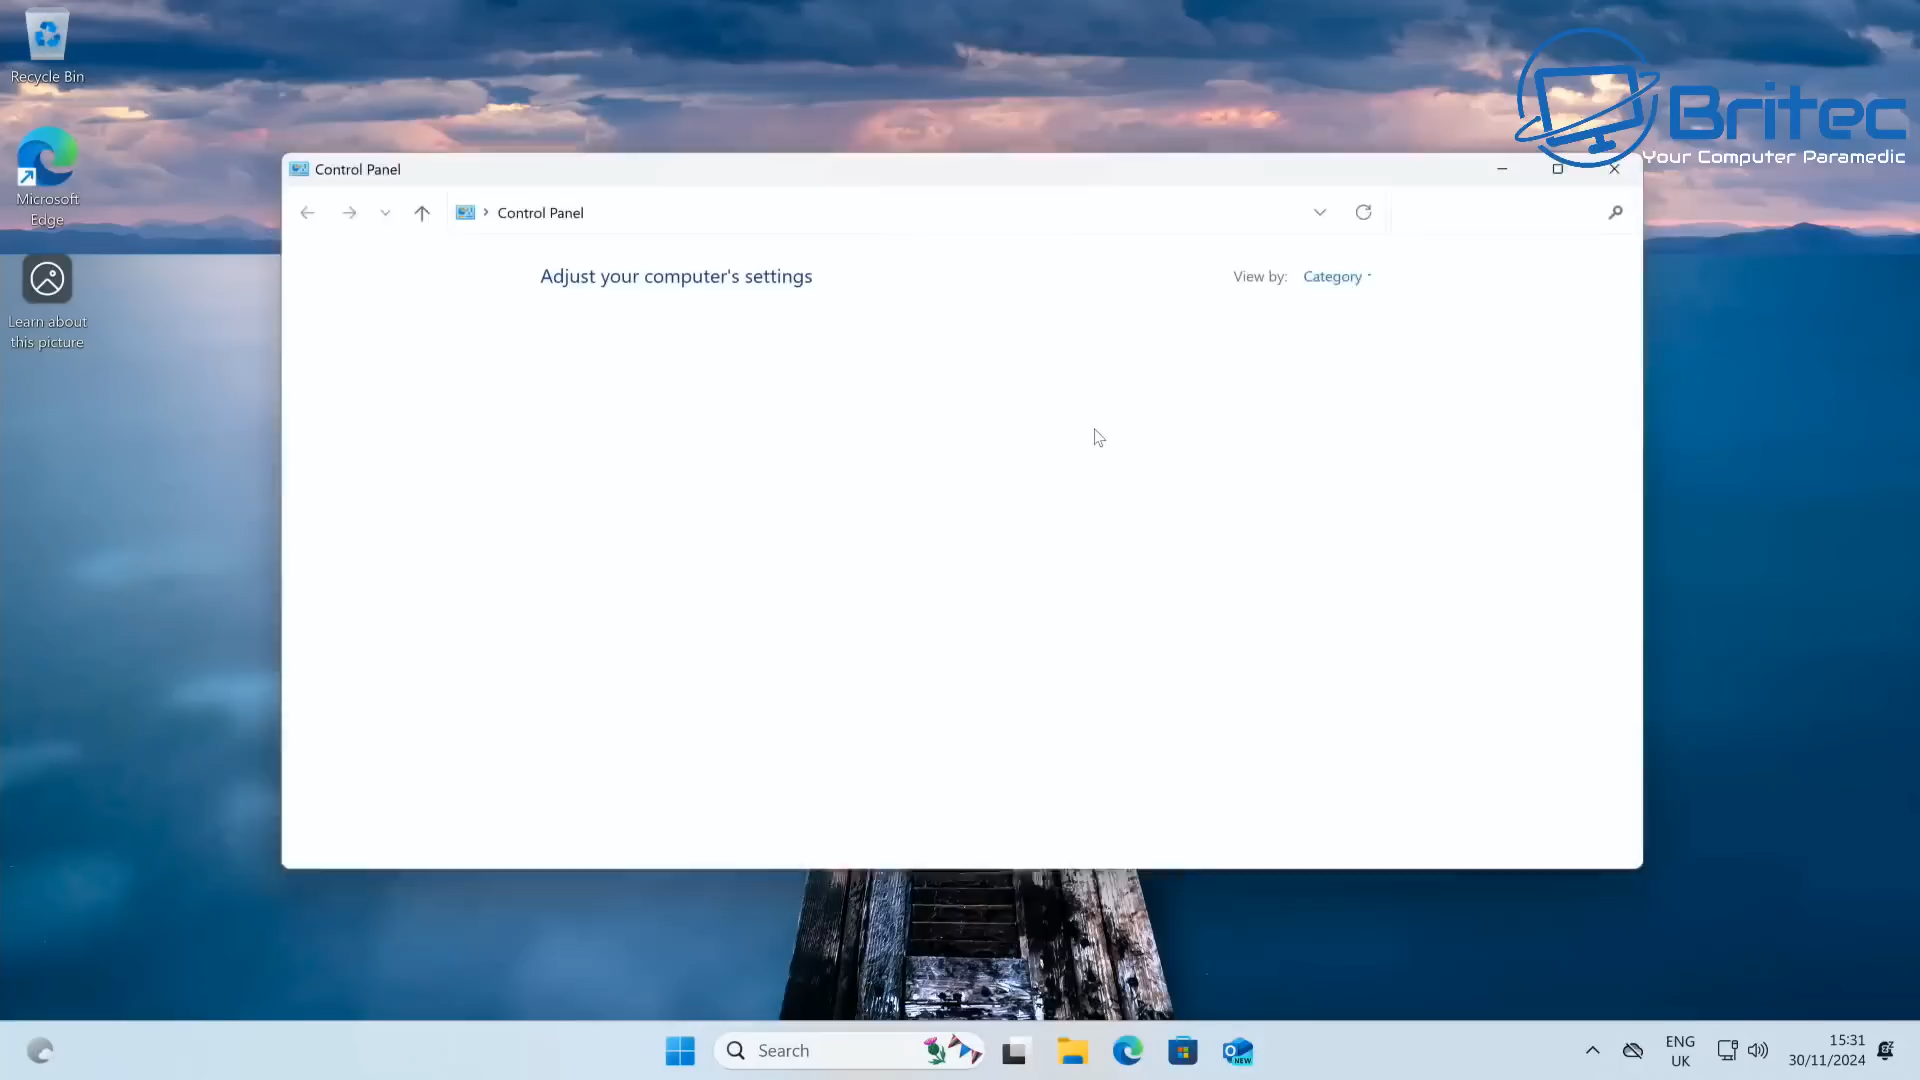 Recycle Bin
Britec
Your Computer Paramedic
Microsoft
Edge
Learn about
this picture
Control Panel
Control Panel
Adjust your computer's settings
View by: Category
Search
NEW
ENG
UK
15:31
30/11/2024